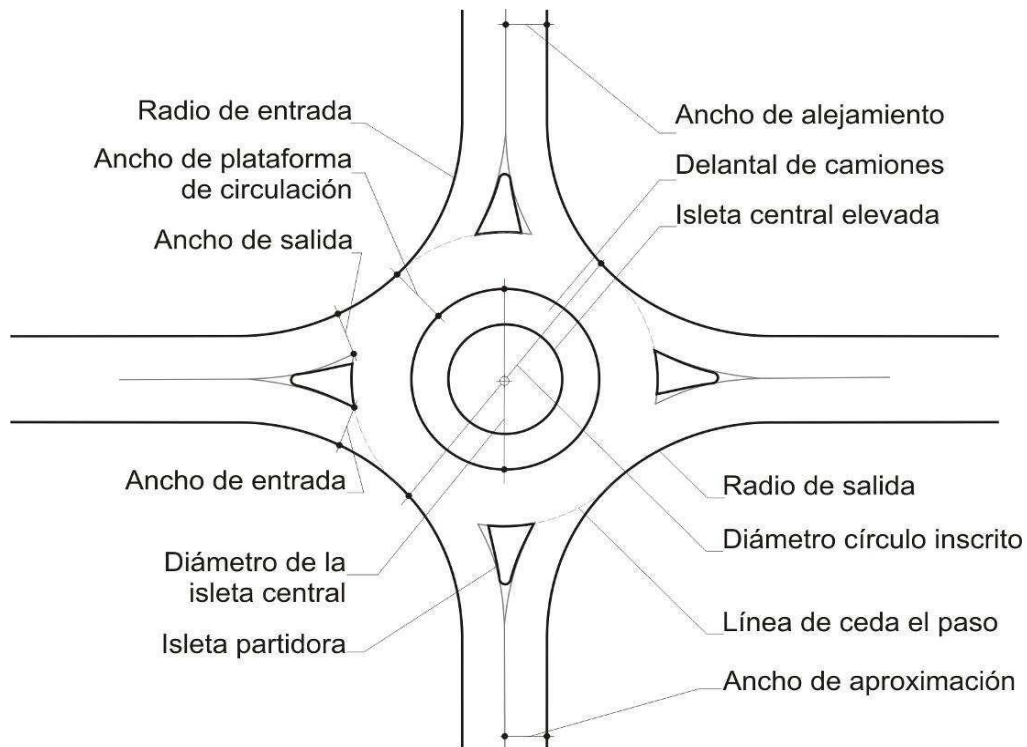 Radio de entrada
Ancho de plataforma
de circulación
Ancho de salida
Ancho de entrada
Diámetro de la
isleta central
Isleta partidora
Ancho de alejamiento
Delantal de camiones
Isleta central elevada
Radio de salida
Diámetro círculo inscrito
Línea de ceda el paso
Ancho de aproximación